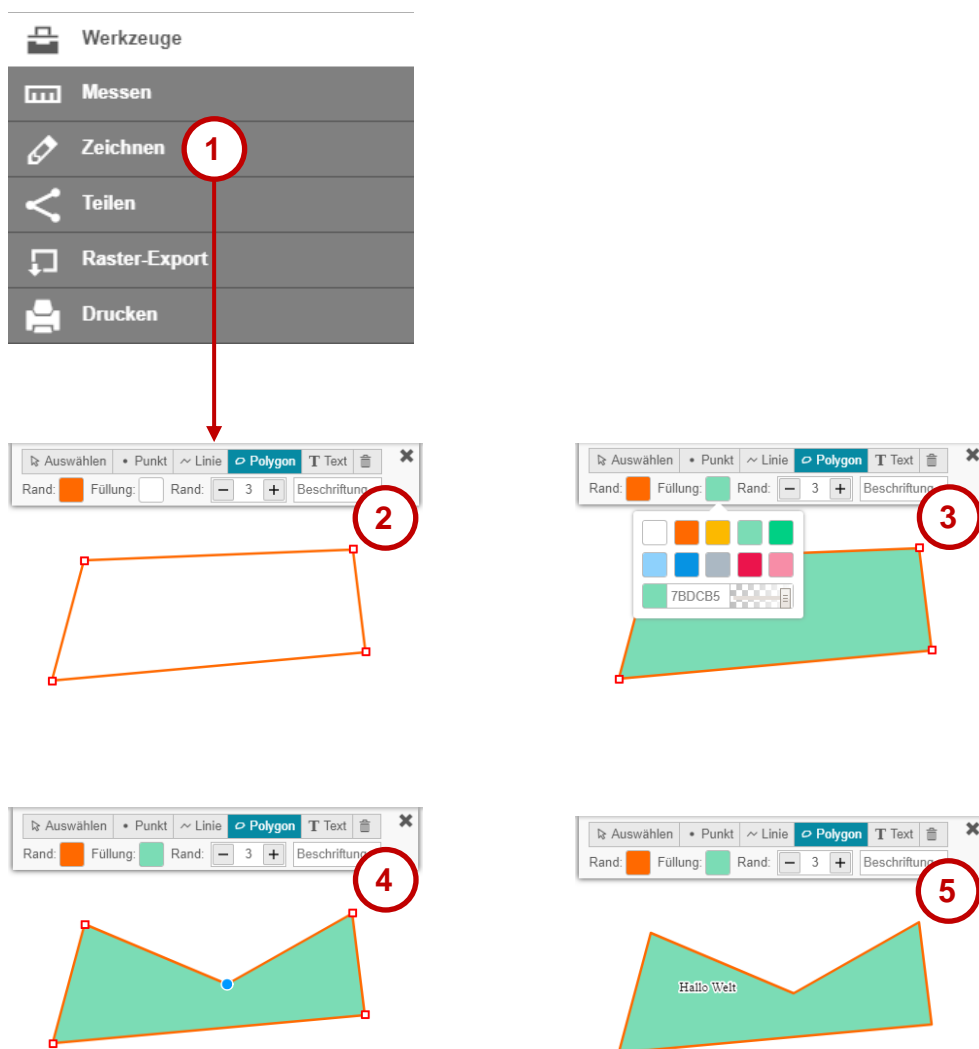 Werkzeuge
Messen
Zeichnen 1
Teilen
Raster-Export
Drucken
Auswählen Punkt Linie Polygon T Text
Rand: Füllung: Rand: − 3 + Beschriftung
2
Auswählen Punkt Linie Polygon T Text
Rand: Füllung: Rand: − 3 + Beschriftung
3
7BDCB5
Auswählen Punkt Linie Polygon T Text
Rand: Füllung: Rand: − 3 + Beschriftung
4
Auswählen Punkt Linie Polygon T Text
Rand: Füllung: Rand: − 3 + Beschriftung
5
Hallo Welt